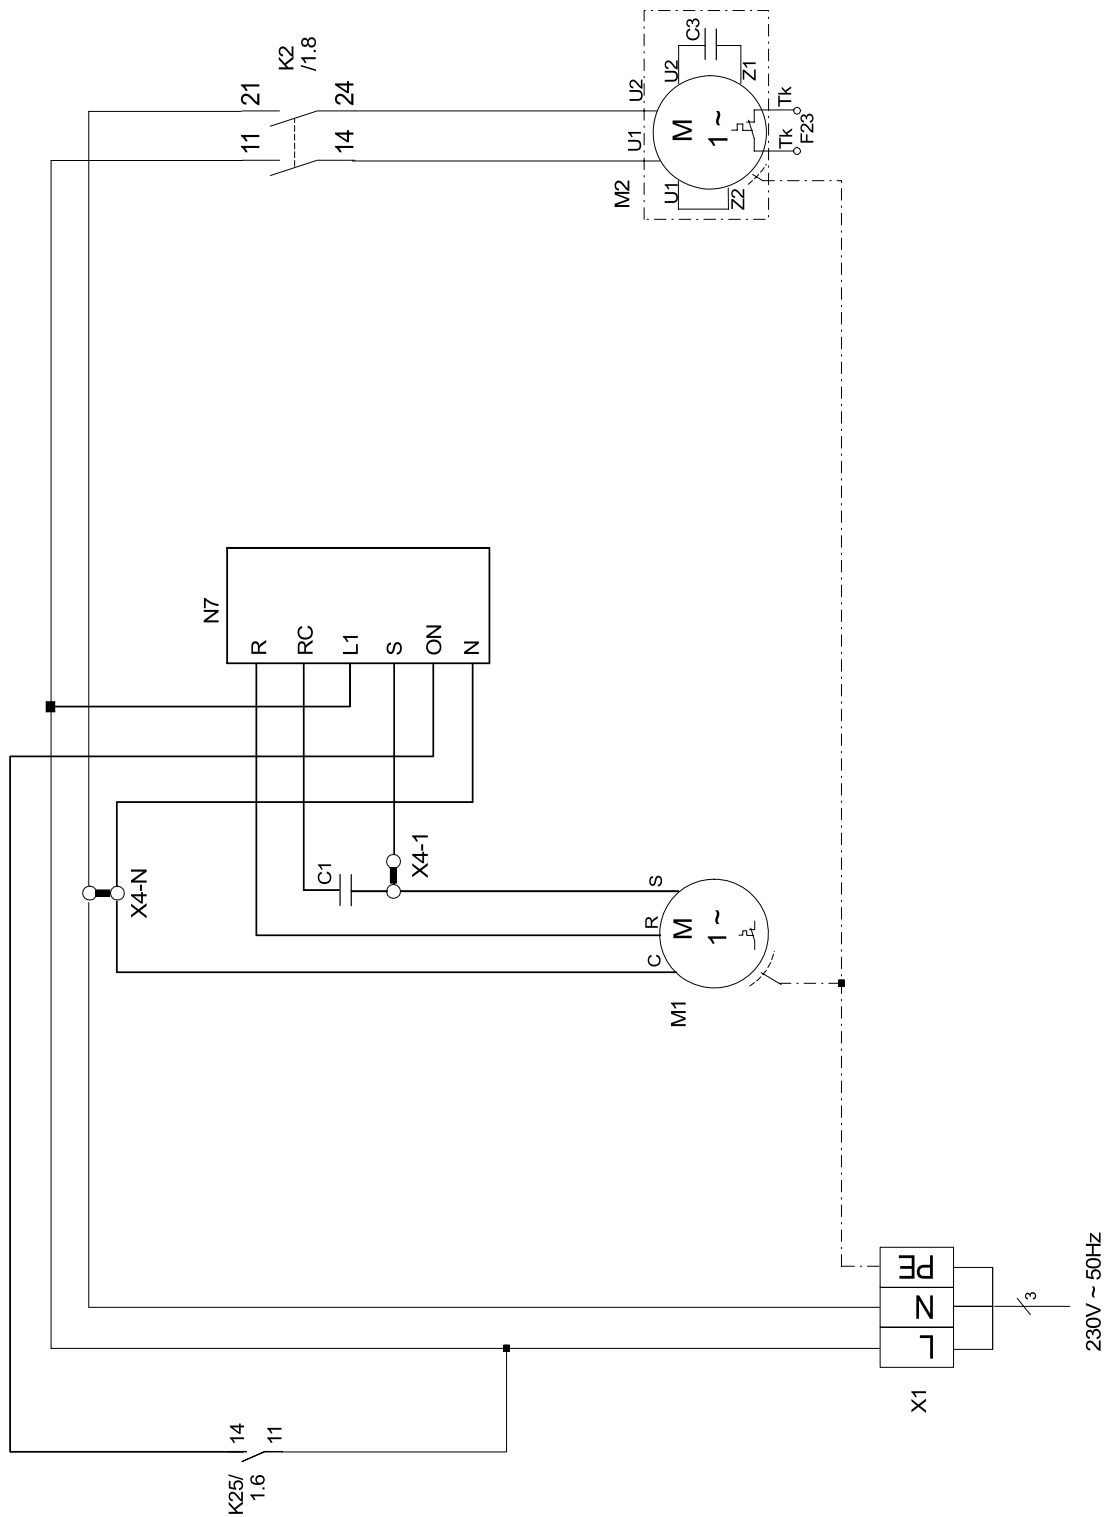 K2
/1.8
21
24
11
14
U2
U1
M2
U2
C3
Z1
U1
Z2
M
1 ~
Tk
Tk
F23
N7
R
RC
L1
S
ON
N
X4-N
C1
X4-1
S
R
C
M
1 ~
M1
PE
N
L
X1
3
230V ~ 50Hz
14
11
K25/
1.6